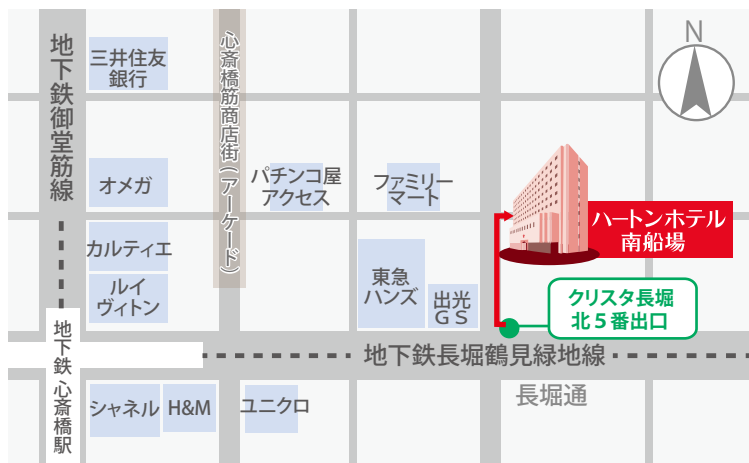 地下鉄御堂筋線
三井住友
銀行
心斎橋筋商店街(アーケード)
N
オメガ
パチンコ屋
アクセス
ファミリー
マート
ハートンホテル
南船場
カルティエ
ルイ
ヴィトン
東急
ハンズ
出光
GS
クリスタ長堀
北5番出口
地下鉄 心斎橋駅
地下鉄長堀鶴見緑地線
長堀通
シャネル
H&M
ユニクロ